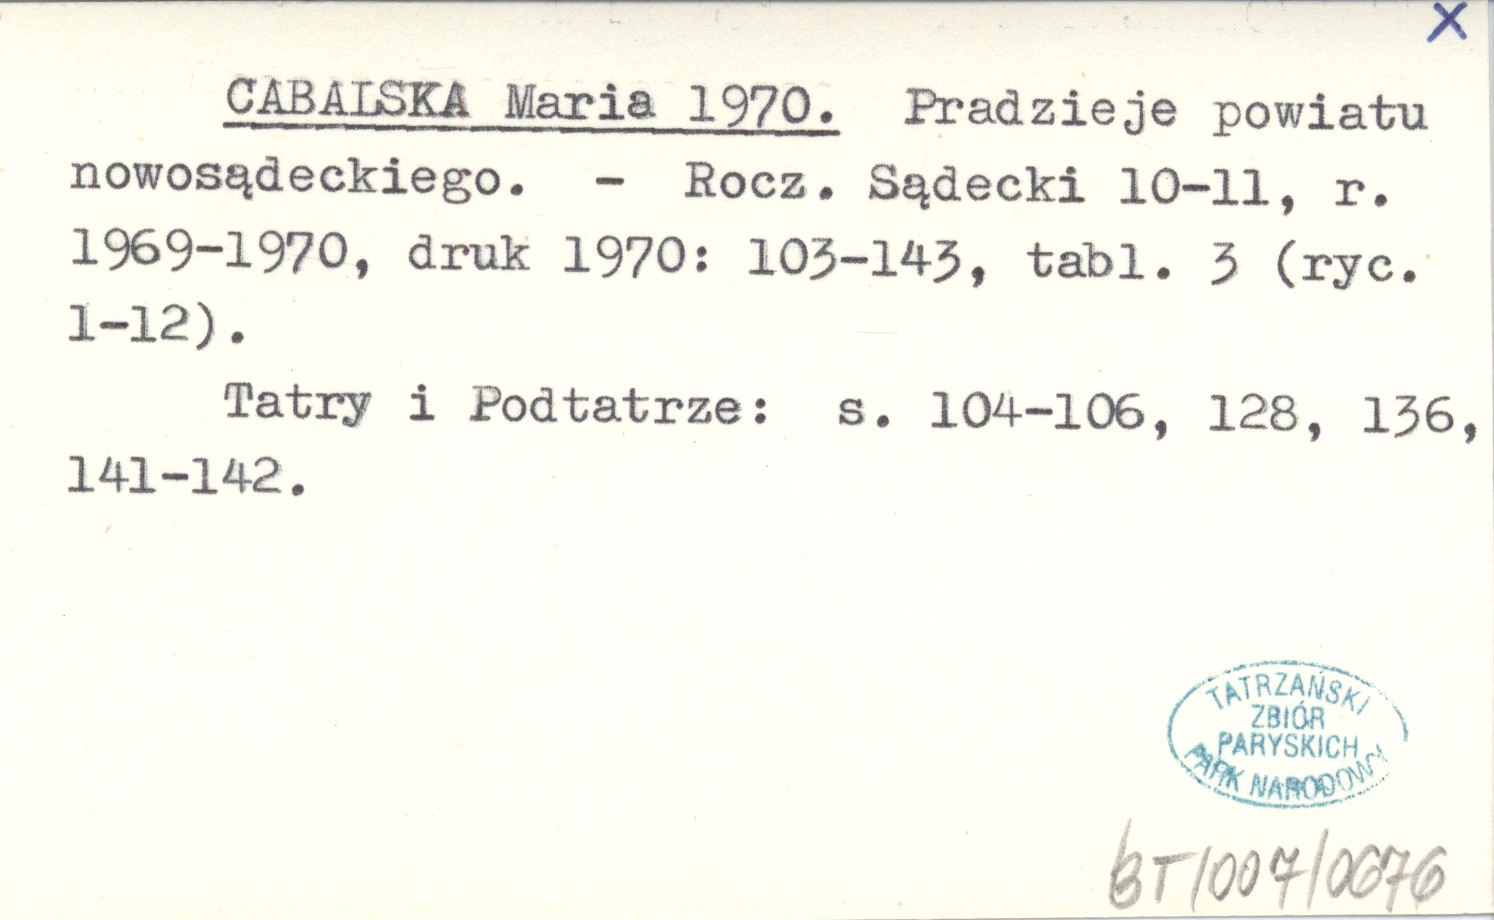 X
CABALSKA Maria 1970. Pradzieje powiatu
nowosądeckiego. - Rocz. Sądecki 10-11, r.
1969-1970, druk 1970: 103-143, tabl. 3 (ryc.
1-12).
Tatry i Podtatrze: s. 104-106, 128, 136,
141-142.
TATRZAŃSKI
ZBIÓR
PARYSKICH
PARK NARODOWY
BT/007/0676